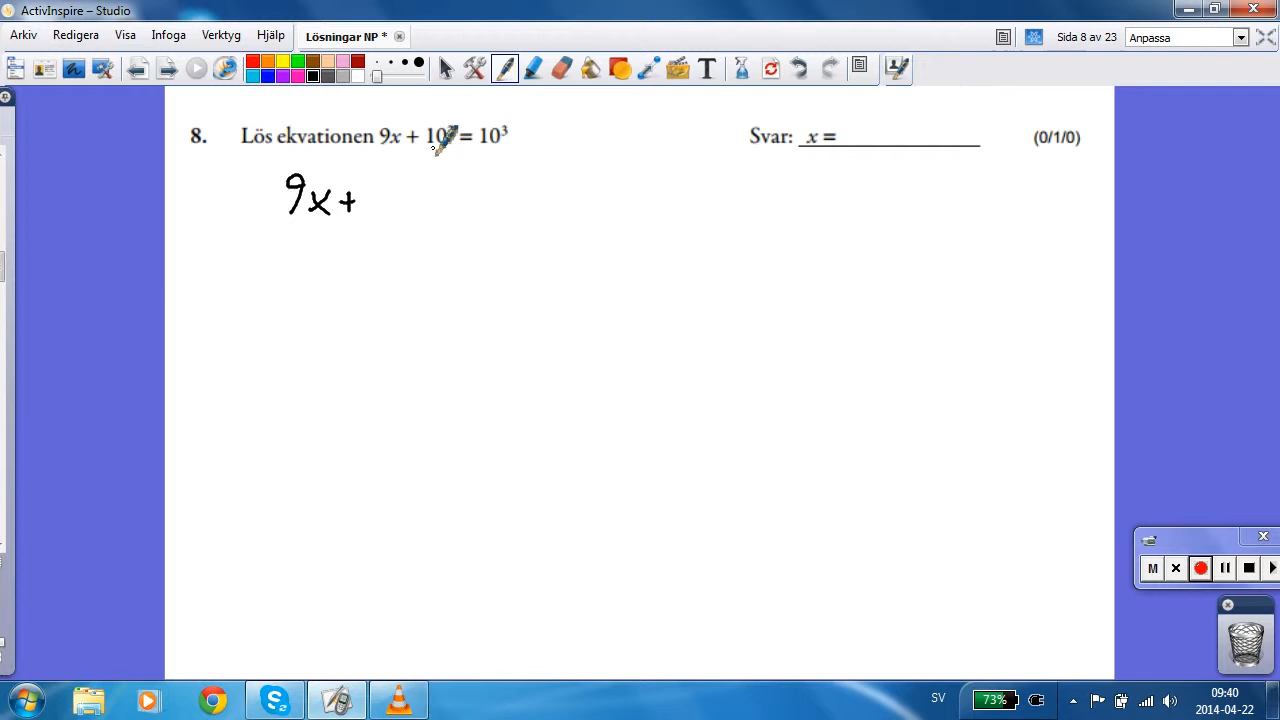 ActivInspire – Studio
Arkiv Redigera Visa Infoga Verktyg Hjälp Lösningar NP * Sida 8 av 23 Anpassa
8. Lös ekvationen 9x + 10 = 10³ Svar: x = (0/1/0)
9x+
M
73%
SV 09:40
2014-04-22